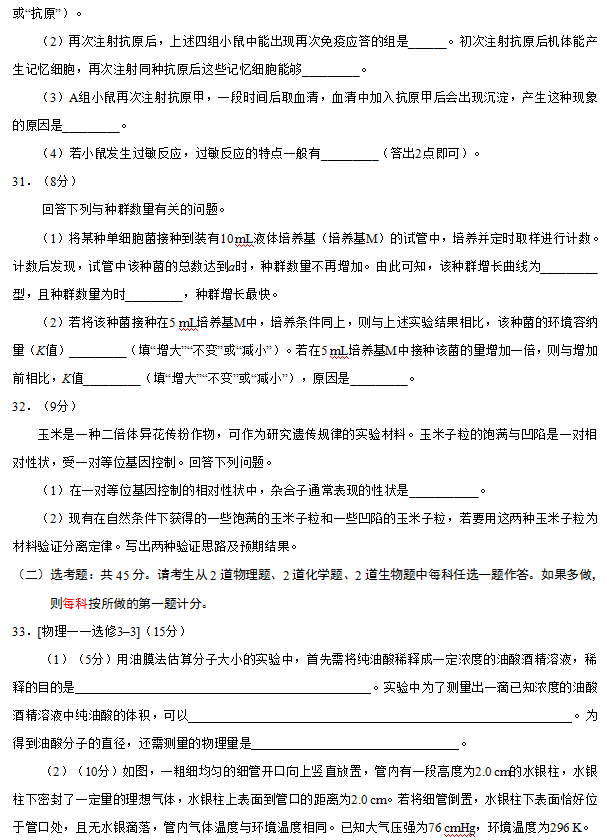 或“抗原”）。
（2）再次注射抗原后，上述四组小鼠中能出现再次免疫应答的组是______。初次注射抗原后机体能产
生记忆细胞，再次注射同种抗原后这些记忆细胞能够_________。
（3）A组小鼠再次注射抗原甲，一段时间后取血清，血清中加入抗原甲后会出现沉淀，产生这种现象
的原因是_________。
（4）若小鼠发生过敏反应，过敏反应的特点一般有_________（答出2点即可）。
31．（8分）
回答下列与种群数量有关的问题。
（1）将某种单细胞菌接种到装有10 mL液体培养基（培养基M）的试管中，培养并定时取样进行计数。
计数后发现，试管中该种菌的总数达到a时，种群数量不再增加。由此可知，该种群增长曲线为_________
型，且种群数量为时_________，种群增长最快。
（2）若将该种菌接种在5 mL培养基M中，培养条件同上，则与上述实验结果相比，该种菌的环境容纳
量（K值）_________（填“增大”“不变”或“减小”）。若在5 mL培养基M中接种该菌的量增加一倍，则与增加
前相比，K值_________（填“增大”“不变”或“减小”），原因是_________。
32．（9分）
玉米是一种二倍体异花传粉作物，可作为研究遗传规律的实验材料。玉米子粒的饱满与凹陷是一对相
对性状，受一对等位基因控制。回答下列问题。
（1）在一对等位基因控制的相对性状中，杂合子通常表现的性状是___________。
（2）现有在自然条件下获得的一些饱满的玉米子粒和一些凹陷的玉米子粒，若要用这两种玉米子粒为
材料验证分离定律。写出两种验证思路及预期结果。
（二）选考题：共 45 分。请考生从 2 道物理题、2 道化学题、2 道生物题中每科任选一题作答。如果多做，
则每科按所做的第一题计分。
33．[物理——选修3–3]（15分）
（1）（5分）用油膜法估算分子大小的实验中，首先需将纯油酸稀释成一定浓度的油酸酒精溶液，稀
释的目的是______________________________________________。实验中为了测量出一滴已知浓度的油酸
酒精溶液中纯油酸的体积，可以____________________________________________________________。为
得到油酸分子的直径，还需测量的物理量是_________________________________。
（2）（10分）如图，一粗细均匀的细管开口向上竖直放置，管内有一段高度为2.0 cm的水银柱，水银
柱下密封了一定量的理想气体，水银柱上表面到管口的距离为2.0 cm。若将细管倒置，水银柱下表面恰好位
于管口处，且无水银滴落，管内气体温度与环境温度相同。已知大气压强为76 cmHg，环境温度为296 K。